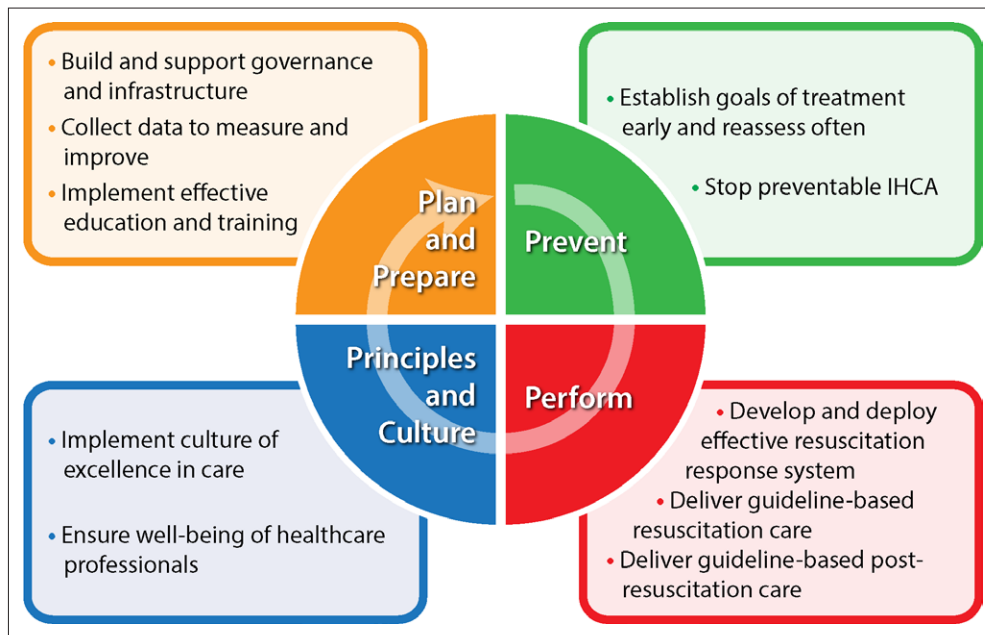 • Build and support governance
and infrastructure
• Collect data to measure and
improve
• Implement effective
education and training
• Establish goals of treatment
early and reassess often
• Stop preventable IHCA
Plan
and
Prepare
Prevent
Principles
and
Culture
Perform
• Implement culture of
excellence in care
• Ensure well-being of healthcare
professionals
• Develop and deploy
effective resuscitation
response system
• Deliver guideline-based
resuscitation care
• Deliver guideline-based post-
resuscitation care